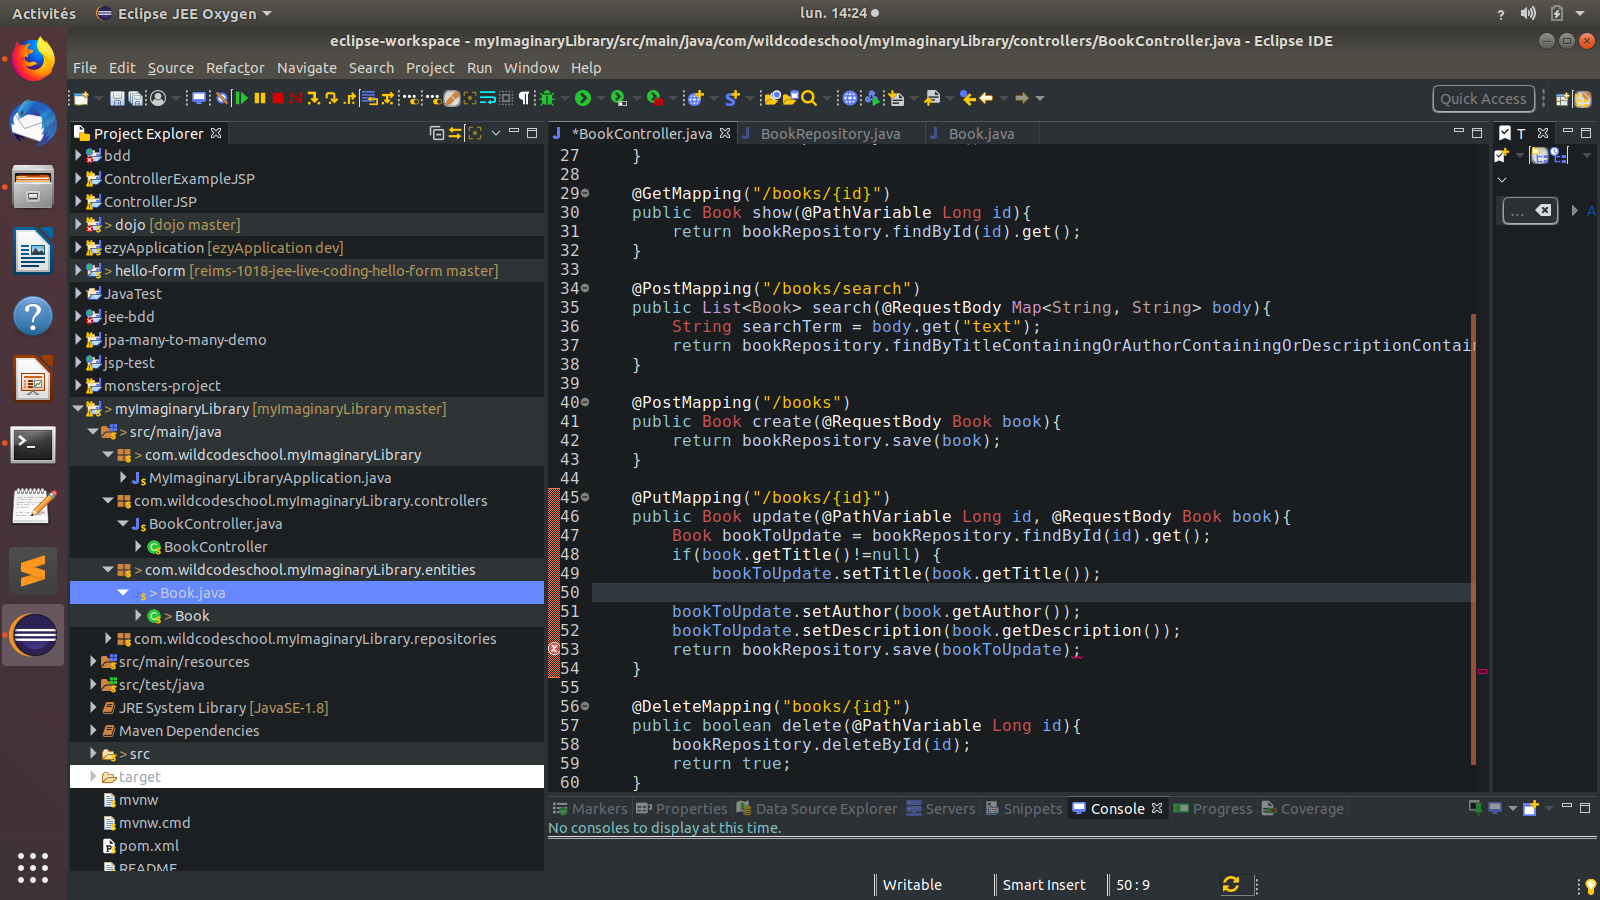 Activités Eclipse JEE Oxygen lun. 14:24
eclipse-workspace - myImaginaryLibrary/src/main/java/com/wildcodeschool/myImaginaryLibrary/controllers/BookController.java - Eclipse IDE
File Edit Source Refactor Navigate Search Project Run Window Help
Quick Access
Project Explorer
bdd
ControllerExampleJSP
ControllerJSP
> dojo [dojo master]
ezyApplication [ezyApplication dev]
> hello-form [reims-1018-jee-live-coding-hello-form master]
JavaTest
jee-bdd
jpa-many-to-many-demo
jsp-test
monsters-project
> myImaginaryLibrary [myImaginaryLibrary master]
> src/main/java
> com.wildcodeschool.myImaginaryLibrary
MyImaginaryLibraryApplication.java
com.wildcodeschool.myImaginaryLibrary.controllers
BookController.java
BookController
> com.wildcodeschool.myImaginaryLibrary.entities
> Book.java
> Book
com.wildcodeschool.myImaginaryLibrary.repositories
src/main/resources
src/test/java
JRE System Library [JavaSE-1.8]
Maven Dependencies
> src
target
mvnw
mvnw.cmd
pom.xml
README
*BookController.java BookRepository.java Book.java
27 }
28
29 @GetMapping("/books/{id}")
30 public Book show(@PathVariable Long id){
31 return bookRepository.findById(id).get();
32 }
33
34 @PostMapping("/books/search")
35 public List<Book> search(@RequestBody Map<String, String> body){
36 String searchTerm = body.get("text");
37 return bookRepository.findByTitleContainingOrAuthorContainingOrDescriptionContai
38 }
39
40 @PostMapping("/books")
41 public Book create(@RequestBody Book book){
42 return bookRepository.save(book);
43 }
44
45 @PutMapping("/books/{id}")
46 public Book update(@PathVariable Long id, @RequestBody Book book){
47 Book bookToUpdate = bookRepository.findById(id).get();
48 if(book.getTitle()!=null) {
49 bookToUpdate.setTitle(book.getTitle());
50
51 bookToUpdate.setAuthor(book.getAuthor());
52 bookToUpdate.setDescription(book.getDescription());
53 return bookRepository.save(bookToUpdate);
54 }
55
56 @DeleteMapping("books/{id}")
57 public boolean delete(@PathVariable Long id){
58 bookRepository.deleteById(id);
59 return true;
60 }
T
...
A
Markers Properties Data Source Explorer Servers Snippets Console Progress Coverage
No consoles to display at this time.
Writable Smart Insert 50 : 9